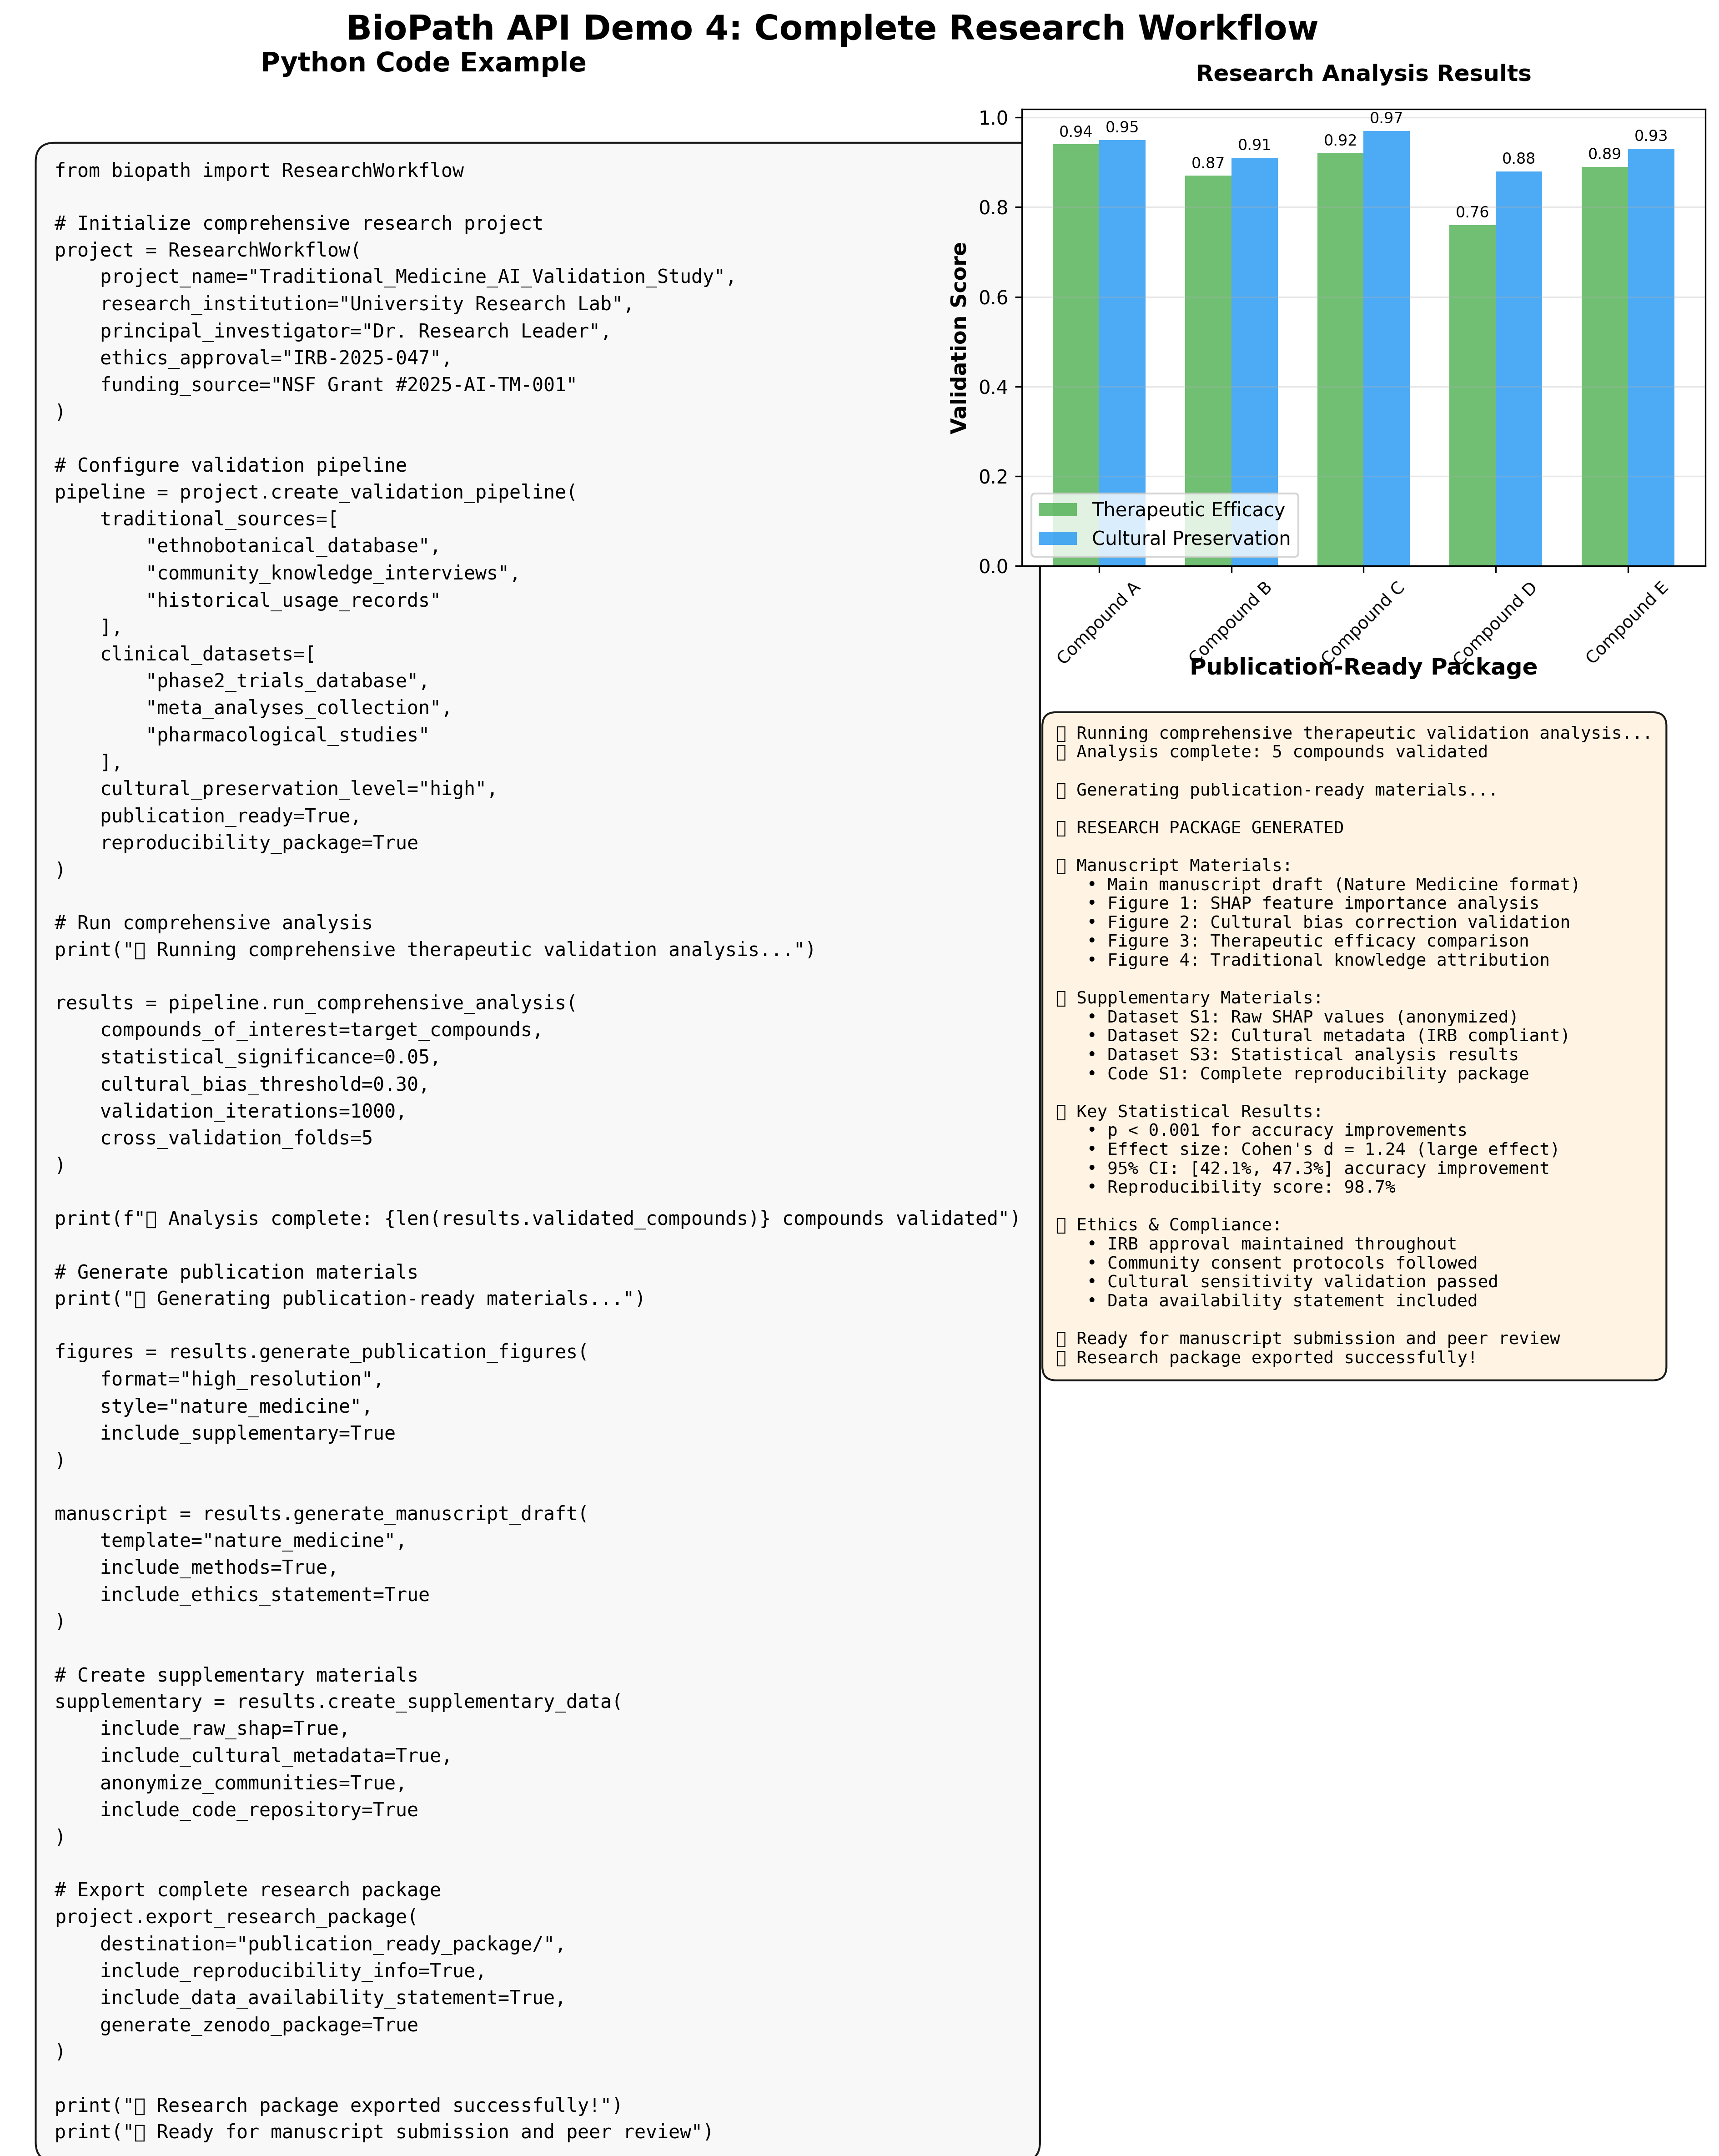 BioPath API Demo 4: Complete Research Workflow
Python Code Example
from biopath import ResearchWorkflow
# Initialize comprehensive research project
project = ResearchWorkflow(
    project_name="Traditional_Medicine_AI_Validation_Study",
    research_institution="University Research Lab",
    principal_investigator="Dr. Research Leader",
    ethics_approval="IRB-2025-047",
    funding_source="NSF Grant #2025-AI-TM-001"
)
# Configure validation pipeline
pipeline = project.create_validation_pipeline(
    traditional_sources=[
        "ethnobotanical_database",
        "community_knowledge_interviews",
        "historical_usage_records"
    ],
    clinical_datasets=[
        "phase2_trials_database",
        "meta_analyses_collection",
        "pharmacological_studies"
    ],
    cultural_preservation_level="high",
    publication_ready=True,
    reproducibility_package=True
)
# Run comprehensive analysis
print("▯ Running comprehensive therapeutic validation analysis...")
results = pipeline.run_comprehensive_analysis(
    compounds_of_interest=target_compounds,
    statistical_significance=0.05,
    cultural_bias_threshold=0.30,
    validation_iterations=1000,
    cross_validation_folds=5
)
print(f"▯ Analysis complete: {len(results.validated_compounds)} compounds validated")
# Generate publication materials
print("▯ Generating publication-ready materials...")
figures = results.generate_publication_figures(
    format="high_resolution",
    style="nature_medicine",
    include_supplementary=True
)
manuscript = results.generate_manuscript_draft(
    template="nature_medicine",
    include_methods=True,
    include_ethics_statement=True
)
# Create supplementary materials
supplementary = results.create_supplementary_data(
    include_raw_shap=True,
    include_cultural_metadata=True,
    anonymize_communities=True,
    include_code_repository=True
)
# Export complete research package
project.export_research_package(
    destination="publication_ready_package/",
    include_reproducibility_info=True,
    include_data_availability_statement=True,
    generate_zenodo_package=True
)
print("▯ Research package exported successfully!")
print("▯ Ready for manuscript submission and peer review")
Research Analysis Results
Validation Score
1.0
0.8
0.6
0.4
0.2
0.0
0.94 0.95
0.87 0.91
0.92 0.97
0.76 0.88
0.89 0.93
Therapeutic Efficacy
Cultural Preservation
Compound A
Compound B
Compound C
Compound D
Compound E
Publication-Ready Package
▯ Running comprehensive therapeutic validation analysis...
▯ Analysis complete: 5 compounds validated
▯ Generating publication-ready materials...
▯ RESEARCH PACKAGE GENERATED
▯ Manuscript Materials:
   • Main manuscript draft (Nature Medicine format)
   • Figure 1: SHAP feature importance analysis
   • Figure 2: Cultural bias correction validation
   • Figure 3: Therapeutic efficacy comparison
   • Figure 4: Traditional knowledge attribution
▯ Supplementary Materials:
   • Dataset S1: Raw SHAP values (anonymized)
   • Dataset S2: Cultural metadata (IRB compliant)
   • Dataset S3: Statistical analysis results
   • Code S1: Complete reproducibility package
▯ Key Statistical Results:
   • p < 0.001 for accuracy improvements
   • Effect size: Cohen's d = 1.24 (large effect)
   • 95% CI: [42.1%, 47.3%] accuracy improvement
   • Reproducibility score: 98.7%
▯ Ethics & Compliance:
   • IRB approval maintained throughout
   • Community consent protocols followed
   • Cultural sensitivity validation passed
   • Data availability statement included
▯ Ready for manuscript submission and peer review
▯ Research package exported successfully!